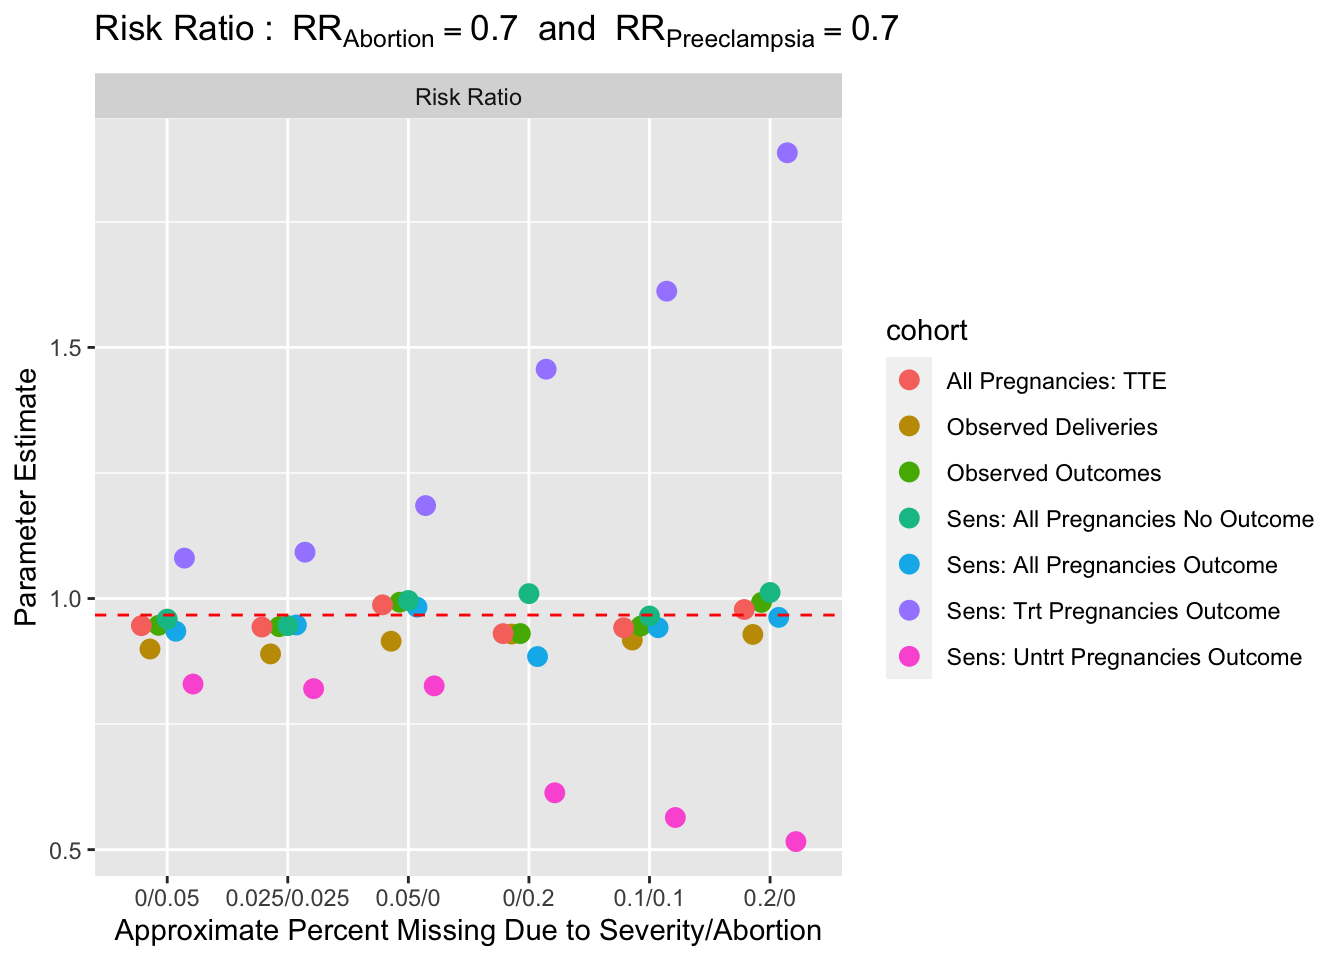 Risk Ratio : RR_Abortion = 0.7 and RR_Preeclampsia = 0.7
Risk Ratio
Parameter Estimate
1.5
1.0
0.5
0/0.05 0.025/0.025 0.05/0 0/0.2 0.1/0.1 0.2/0
Approximate Percent Missing Due to Severity/Abortion
cohort
All Pregnancies: TTE
Observed Deliveries
Observed Outcomes
Sens: All Pregnancies No Outcome
Sens: All Pregnancies Outcome
Sens: Trt Pregnancies Outcome
Sens: Untrt Pregnancies Outcome